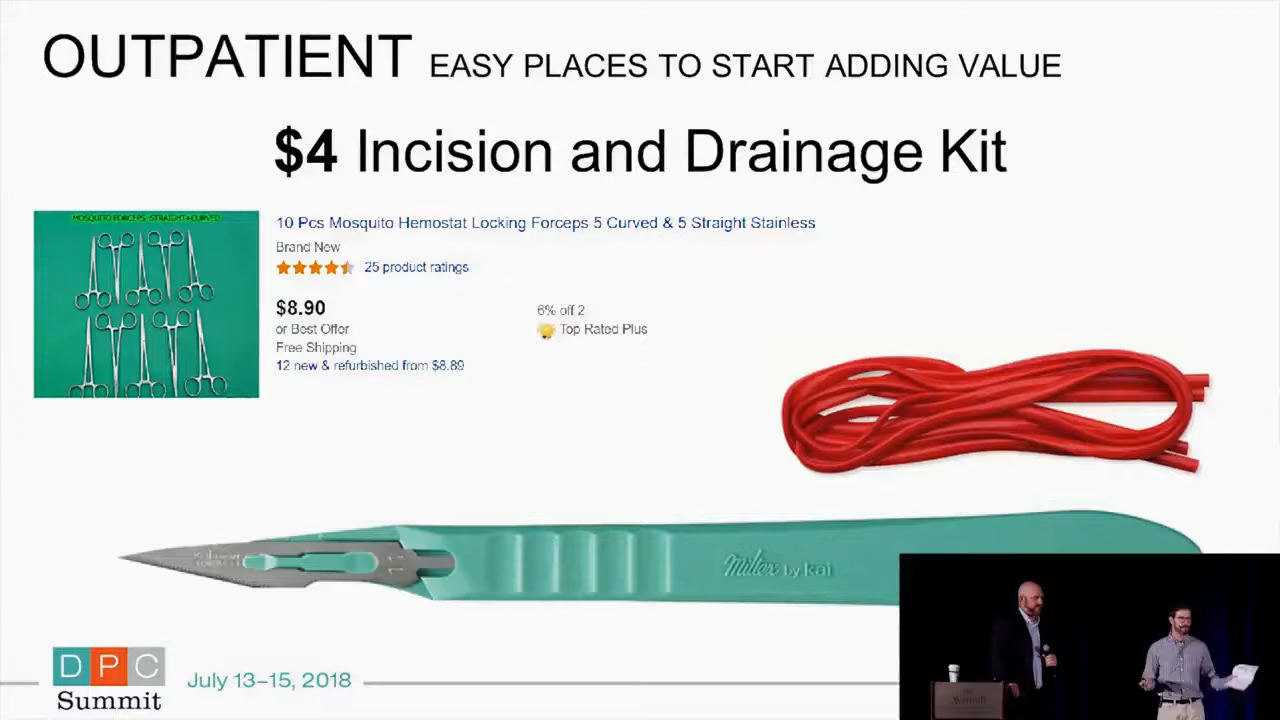 OUTPATIENT EASY PLACES TO START ADDING VALUE
$4 Incision and Drainage Kit
MOSQUITO FORCEPS STRAIGHT+CURVED
10 Pcs Mosquito Hemostat Locking Forceps 5 Curved & 5 Straight Stainless
Brand New
25 product ratings
$8.90
or Best Offer
Free Shipping
12 new & refurbished from $8.89
6% off 2
Top Rated Plus
11
Miltex by kai
DPC
Summit
July 13–15, 2018
Marriott